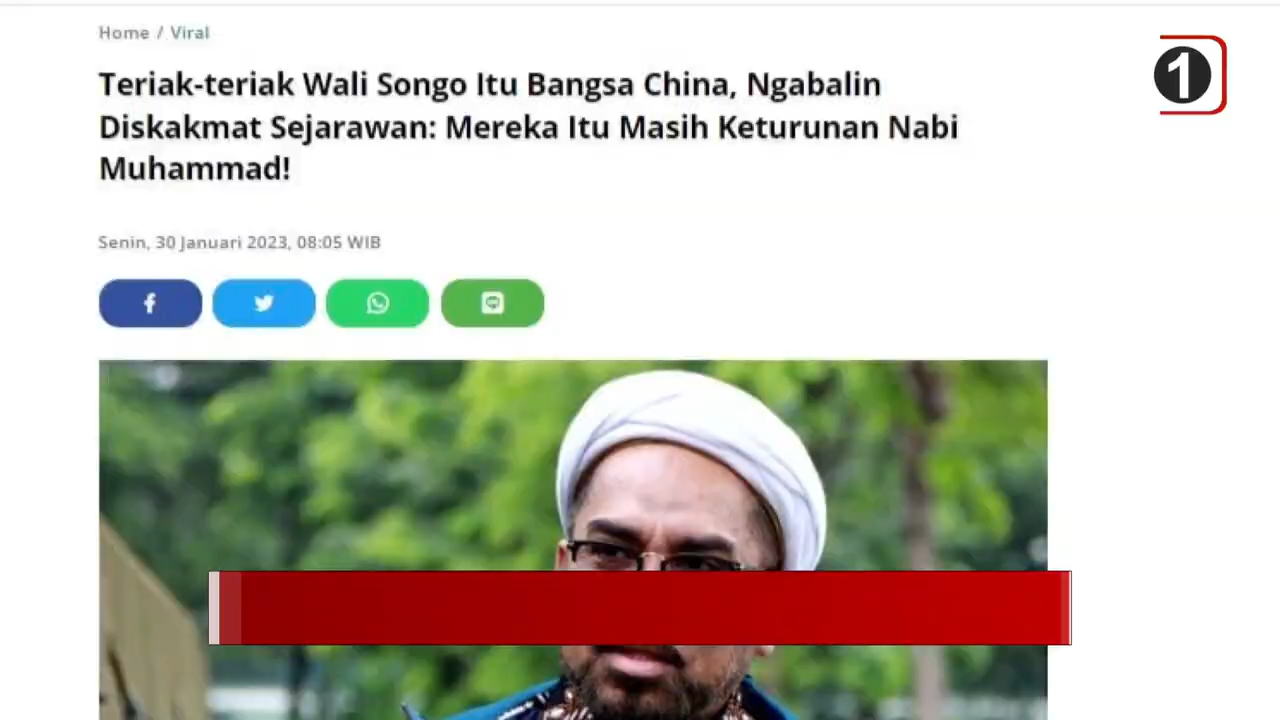 Home / Viral
1
Teriak-teriak Wali Songo Itu Bangsa China, Ngabalin
Diskakmat Sejarawan: Mereka Itu Masih Keturunan Nabi
Muhammad!
Senin, 30 Januari 2023, 08:05 WIB